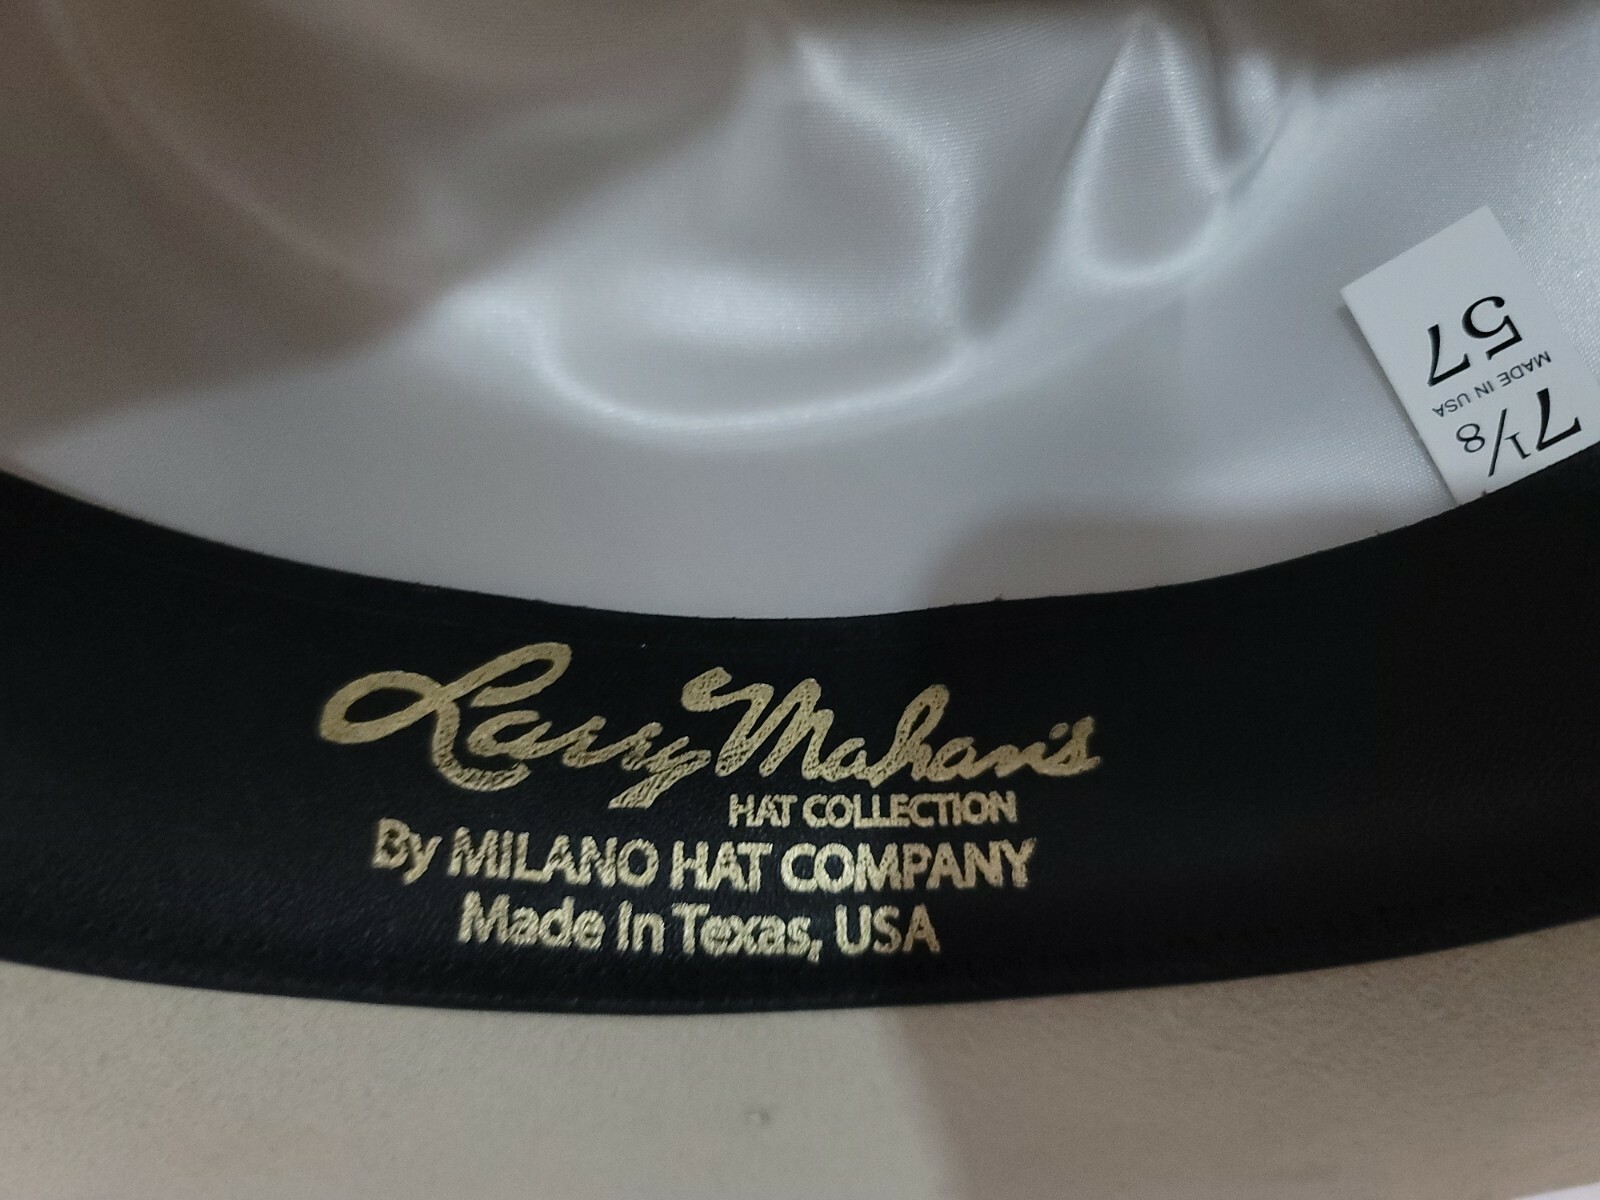 57
MADE IN USA
7 1/8
Larry Mahan's
HAT COLLECTION
By MILANO HAT COMPANY
Made In Texas, USA